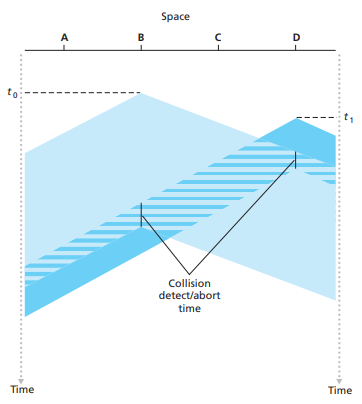 Space
A B C D
t0
t1
Collision
detect/abort
time
Time Time